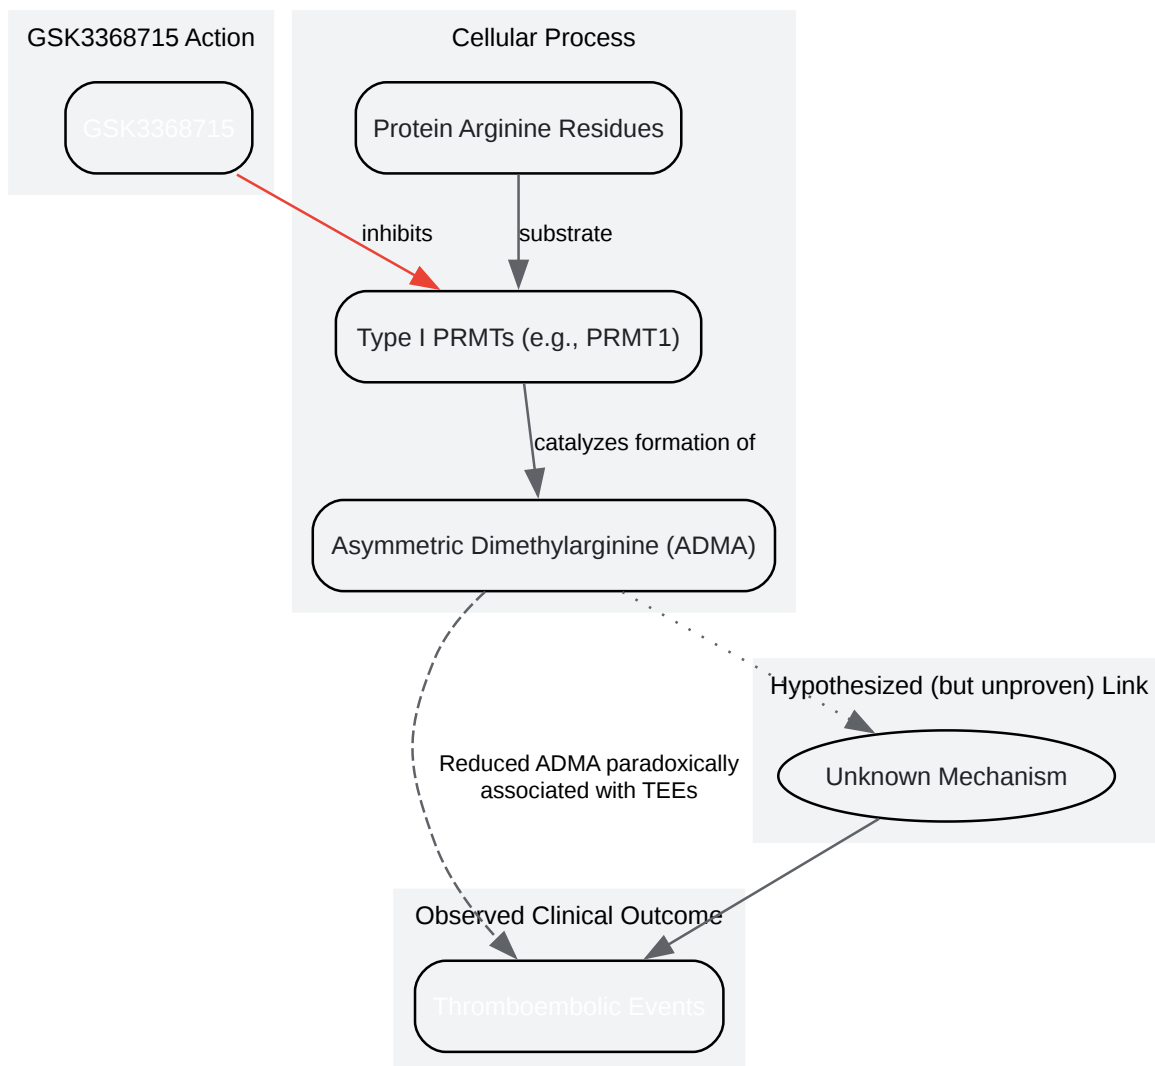 GSK3368715 Action
Cellular Process
GSK3368715
Protein Arginine Residues
inhibits
substrate
Type I PRMTs (e.g., PRMT1)
catalyzes formation of
Asymmetric Dimethylarginine (ADMA)
Hypothesized (but unproven) Link
Reduced ADMA paradoxically
associated with TEEs
Unknown Mechanism
Observed Clinical Outcome
Thromboembolic Events